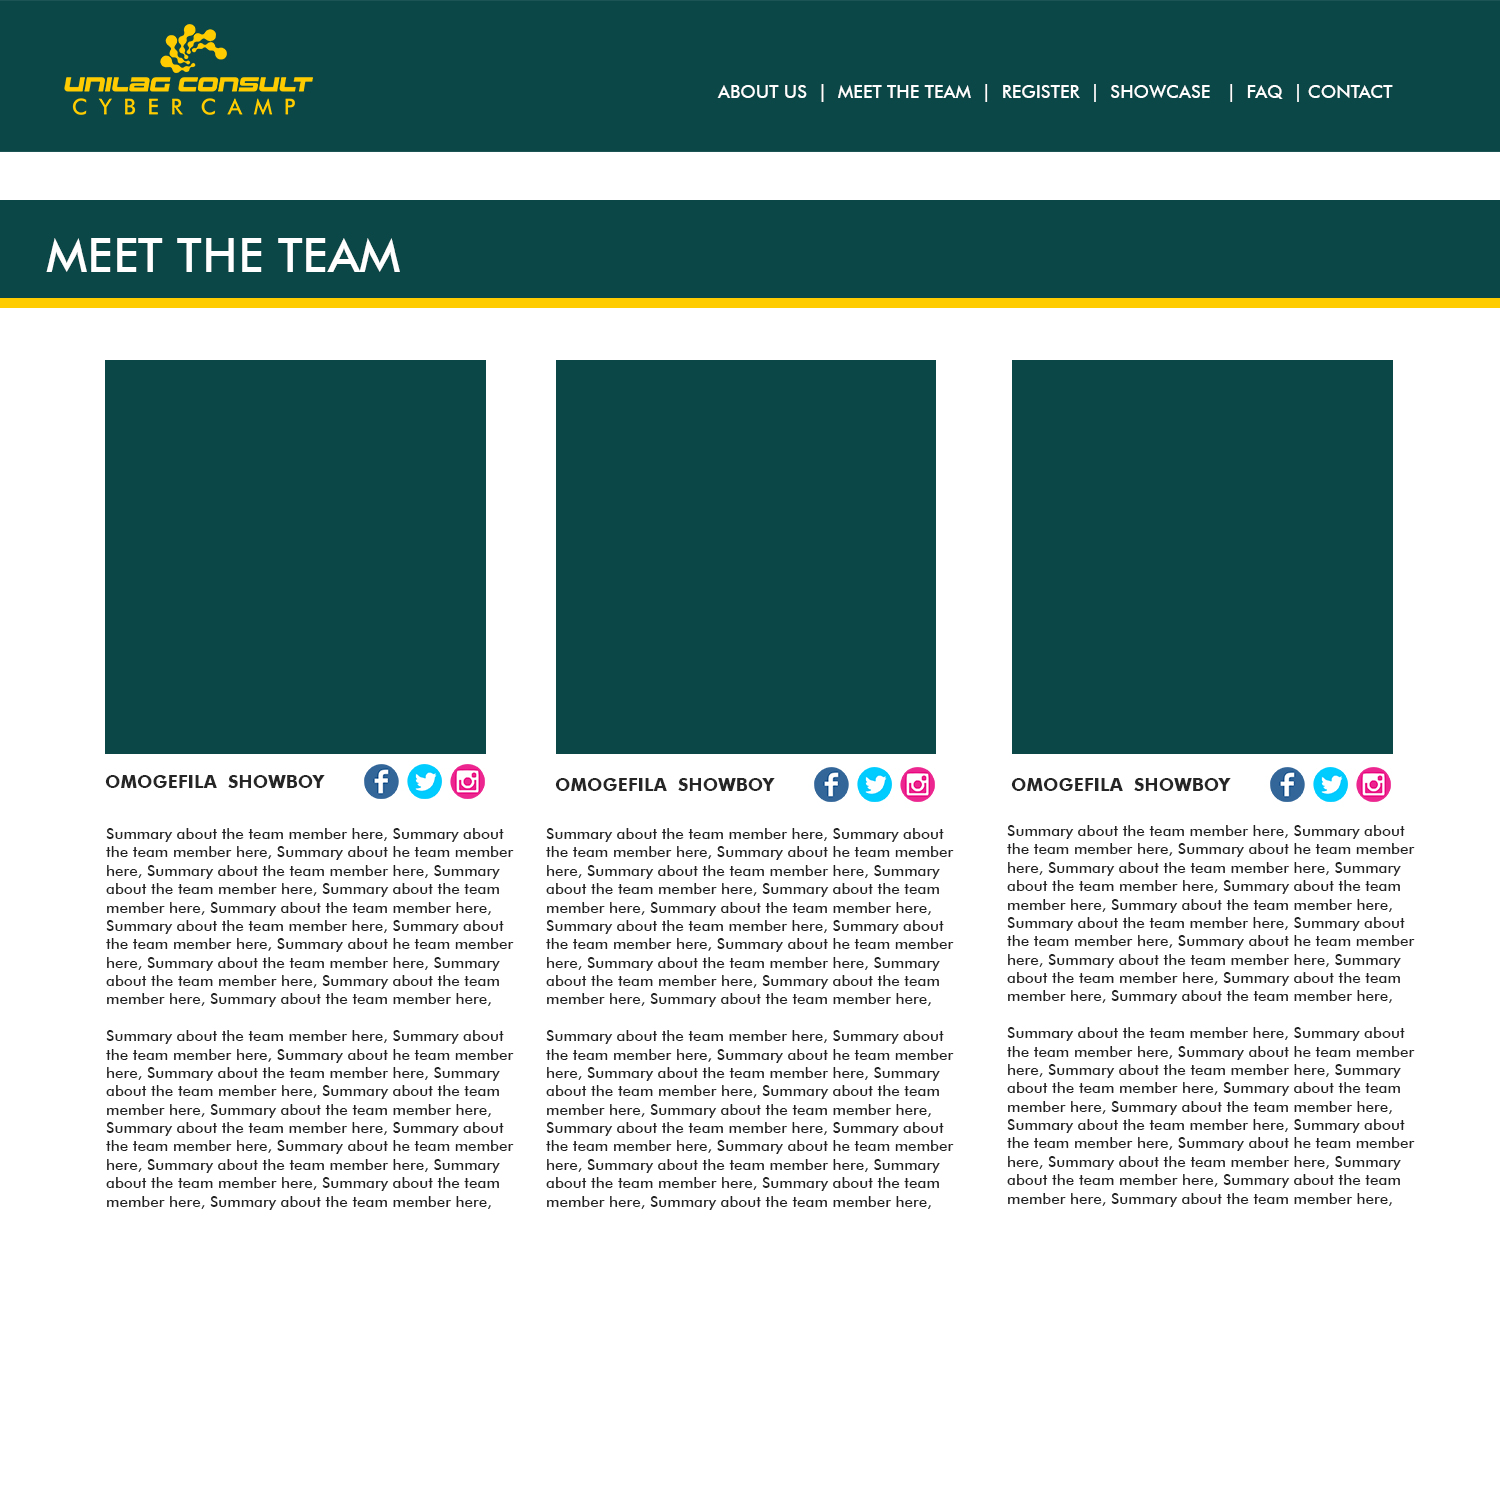 UNILAG CONSULT
CYBER CAMP
ABOUT US | MEET THE TEAM | REGISTER | SHOWCASE | FAQ | CONTACT
MEET THE TEAM
OMOGEFILA SHOWBOY
Summary about the team member here, Summary about
the team member here, Summary about he team member
here, Summary about the team member here, Summary
about the team member here, Summary about the team
member here, Summary about the team member here,
Summary about the team member here, Summary about
the team member here, Summary about he team member
here, Summary about the team member here, Summary
about the team member here, Summary about the team
member here, Summary about the team member here,
Summary about the team member here, Summary about
the team member here, Summary about he team member
here, Summary about the team member here, Summary
about the team member here, Summary about the team
member here, Summary about the team member here,
Summary about the team member here, Summary about
the team member here, Summary about he team member
here, Summary about the team member here, Summary
about the team member here, Summary about the team
member here, Summary about the team member here,
OMOGEFILA SHOWBOY
Summary about the team member here, Summary about
the team member here, Summary about he team member
here, Summary about the team member here, Summary
about the team member here, Summary about the team
member here, Summary about the team member here,
Summary about the team member here, Summary about
the team member here, Summary about he team member
here, Summary about the team member here, Summary
about the team member here, Summary about the team
member here, Summary about the team member here,
Summary about the team member here, Summary about
the team member here, Summary about he team member
here, Summary about the team member here, Summary
about the team member here, Summary about the team
member here, Summary about the team member here,
Summary about the team member here, Summary about
the team member here, Summary about he team member
here, Summary about the team member here, Summary
about the team member here, Summary about the team
member here, Summary about the team member here,
OMOGEFILA SHOWBOY
Summary about the team member here, Summary about
the team member here, Summary about he team member
here, Summary about the team member here, Summary
about the team member here, Summary about the team
member here, Summary about the team member here,
Summary about the team member here, Summary about
the team member here, Summary about he team member
here, Summary about the team member here, Summary
about the team member here, Summary about the team
member here, Summary about the team member here,
Summary about the team member here, Summary about
the team member here, Summary about he team member
here, Summary about the team member here, Summary
about the team member here, Summary about the team
member here, Summary about the team member here,
Summary about the team member here, Summary about
the team member here, Summary about he team member
here, Summary about the team member here, Summary
about the team member here, Summary about the team
member here, Summary about the team member here,